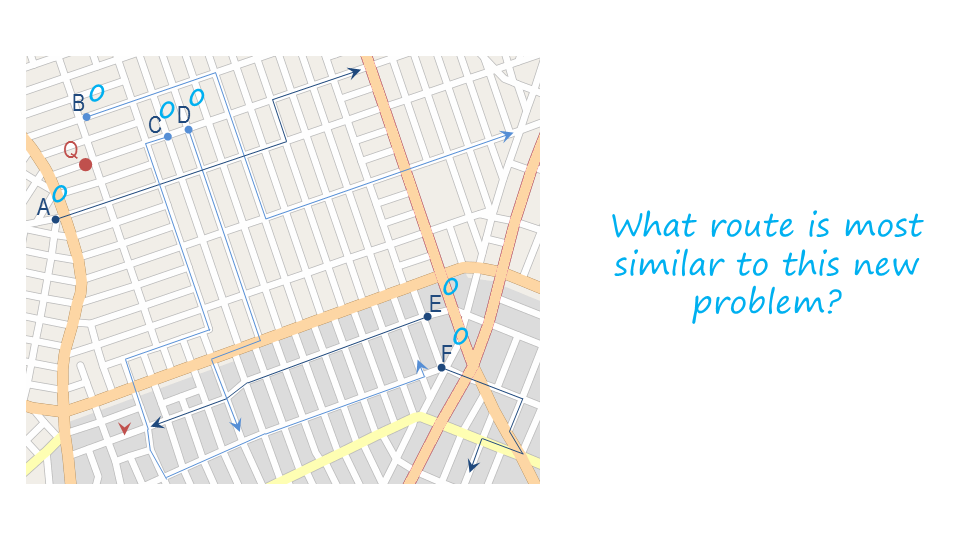 B O
C O D O
Q
A O
E O
F O
What route is most
similar to this new
problem?